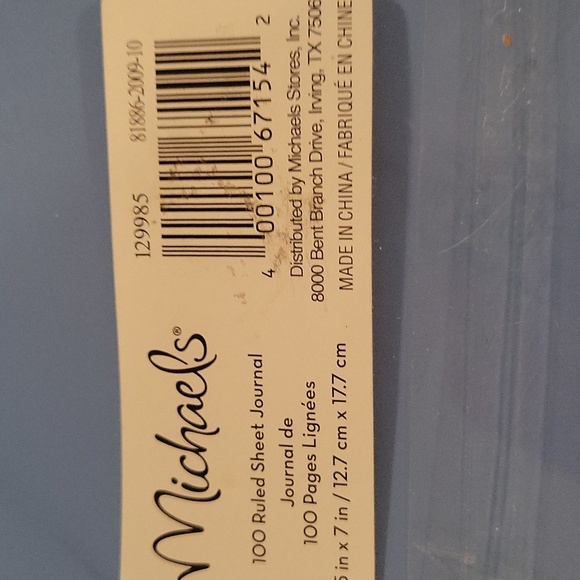 Michaels®
100 Ruled Sheet Journal
Journal de
100 Pages Lignées
5 in x 7 in / 12.7 cm x 17.7 cm
129985 81886-2009-10
4 00100 67154 2
Distributed by Michaels Stores, Inc.
8000 Bent Branch Drive, Irving, TX 7506
MADE IN CHINA / FABRIQUÉ EN CHINE